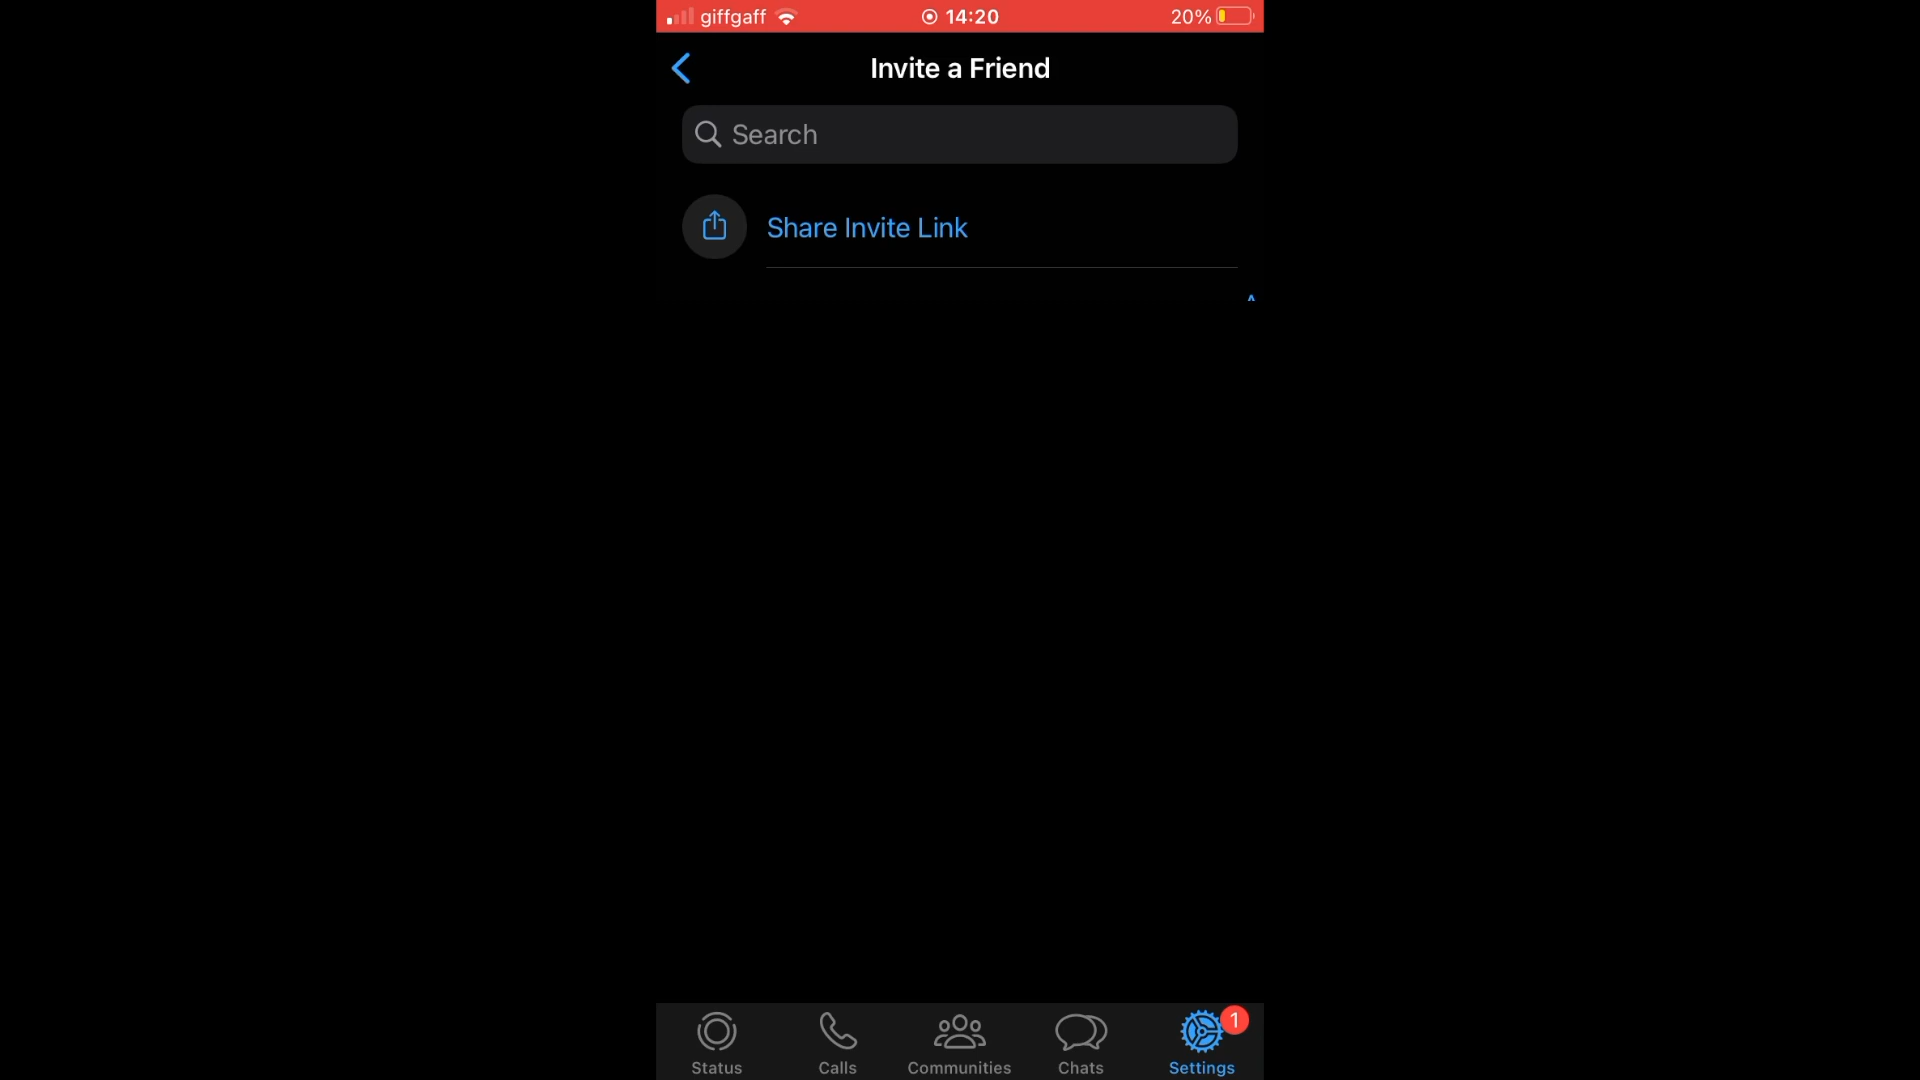 giffgaff 14:20 20%
Invite a Friend
Search
Share Invite Link
A
Status Calls Communities Chats Settings 1